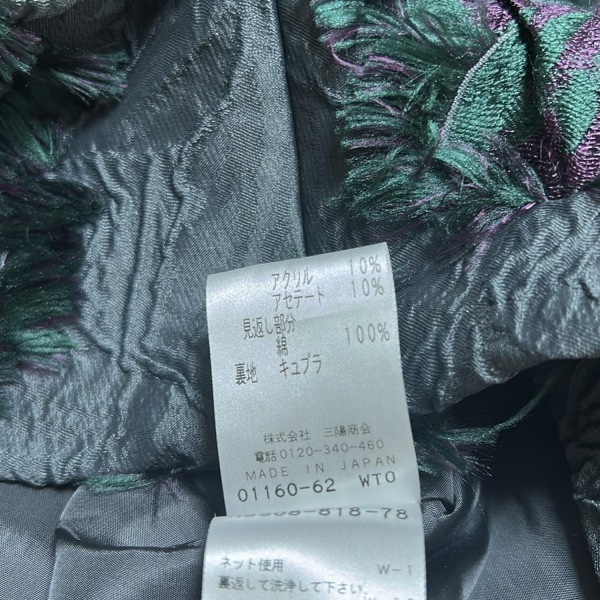 アクリル 10%
アセテート 10%
見返し部分
綿 100%
裏地 キュプラ
株式会社 三陽商会
電話0120-340-460
MADE IN JAPAN
01160-62 WTO
818-78
ネット使用 W-1
裏返して洗浄して下さい。